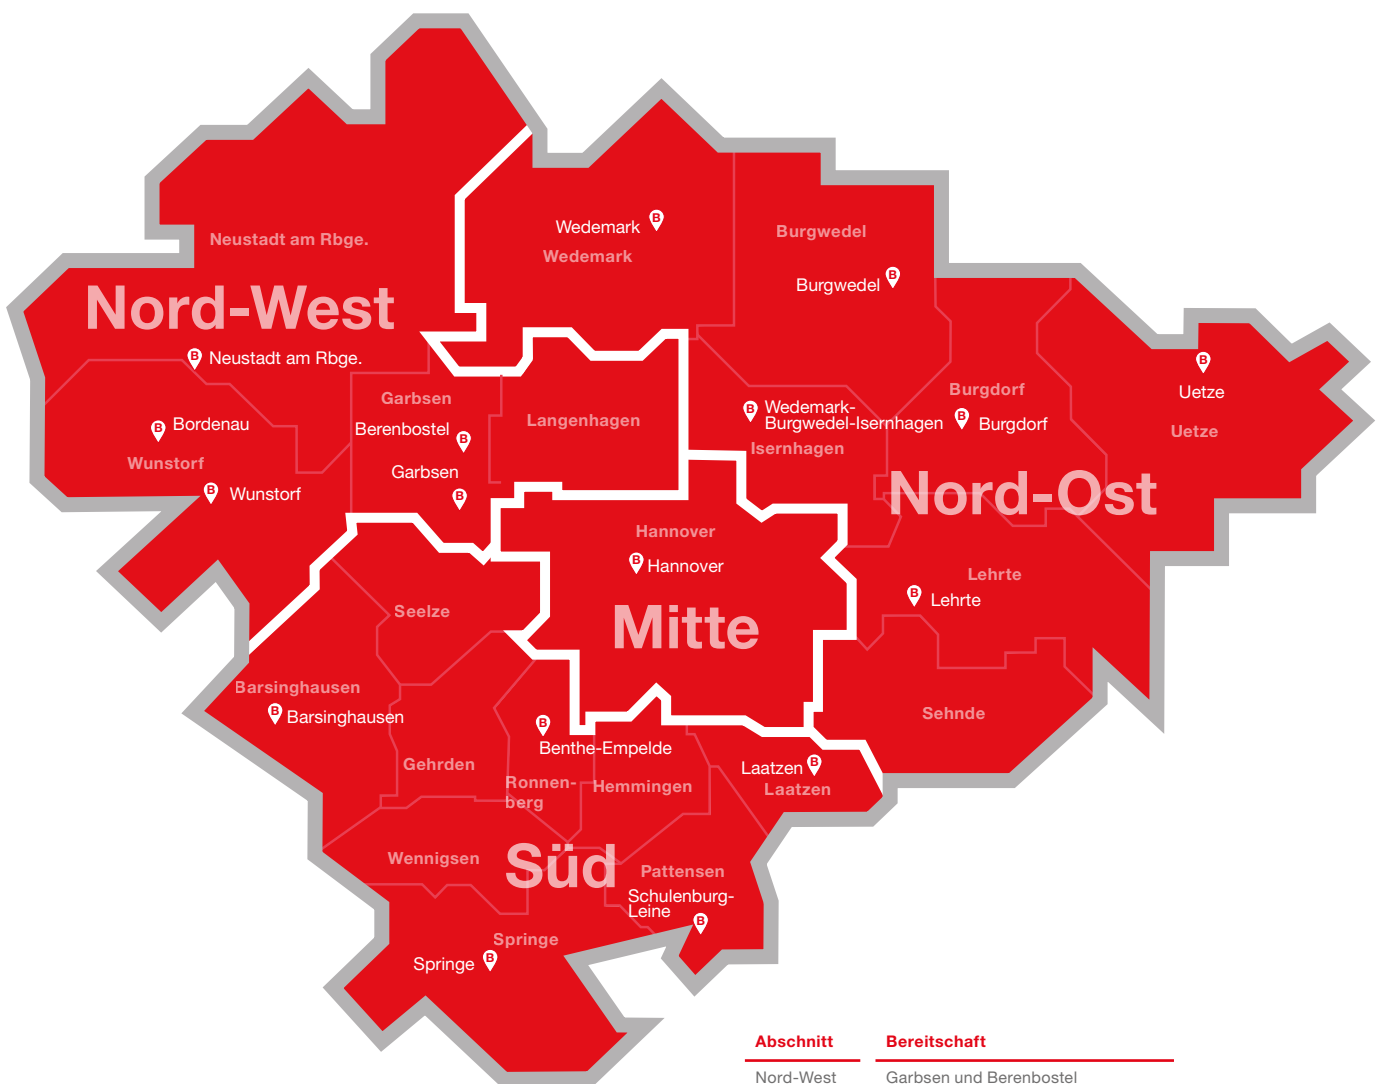 Wedemark B
Wedemark
Burgwedel
Burgwedel B
Neustadt am Rbge.
Nord-West
B Neustadt am Rbge.
B Bordenau
Wunstorf
B Wunstorf
Garbsen
Berenbostel B
Garbsen B
Langenhagen
B Wedemark-
Burgwedel-Isernhagen
Isernhagen
Burgdorf
B Burgdorf
B
Uetze
Uetze
Nord-Ost
Hannover
B Hannover
Mitte
Lehrte
B Lehrte
Sehnde
Seelze
Barsinghausen
B Barsinghausen
Gehrden
B
Benthe-Empelde
Ronnen-
berg
Hemmingen
Laatzen B
Laatzen
Wennigsen
Süd
Pattensen
Schulenburg-
Leine B
Springe
Springe B
Abschnitt Bereitschaft
Nord-West Garbsen und Berenbostel